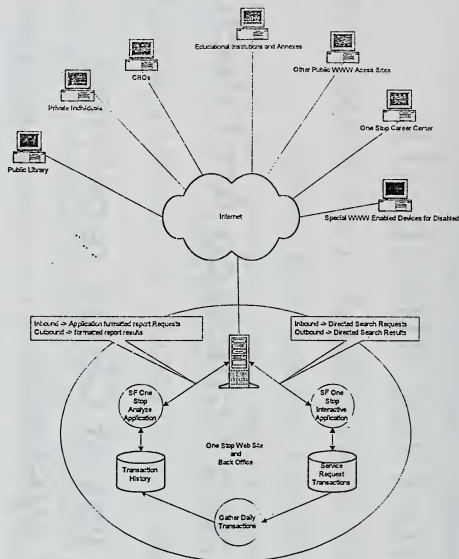 Educational Institutions and Annexes
CBOs
Other Public WWW Acess Sites
Private Individuals
One Stop Career Center
Public Library
Internet
Special WWW Enabled Devices for Disabled
Inbound -> Application formatted report Requests
Outbound -> formatted report results
Inbound -> Directed Search Requests
Outbound -> Directed Search Results
SF One
Stop
Analyze
Application
SF One
Stop
Interactive
Application
One Stop Web Site
and
Back Office
Transaction
History
Service
Request
Transactions
Gather Daily
Transactions